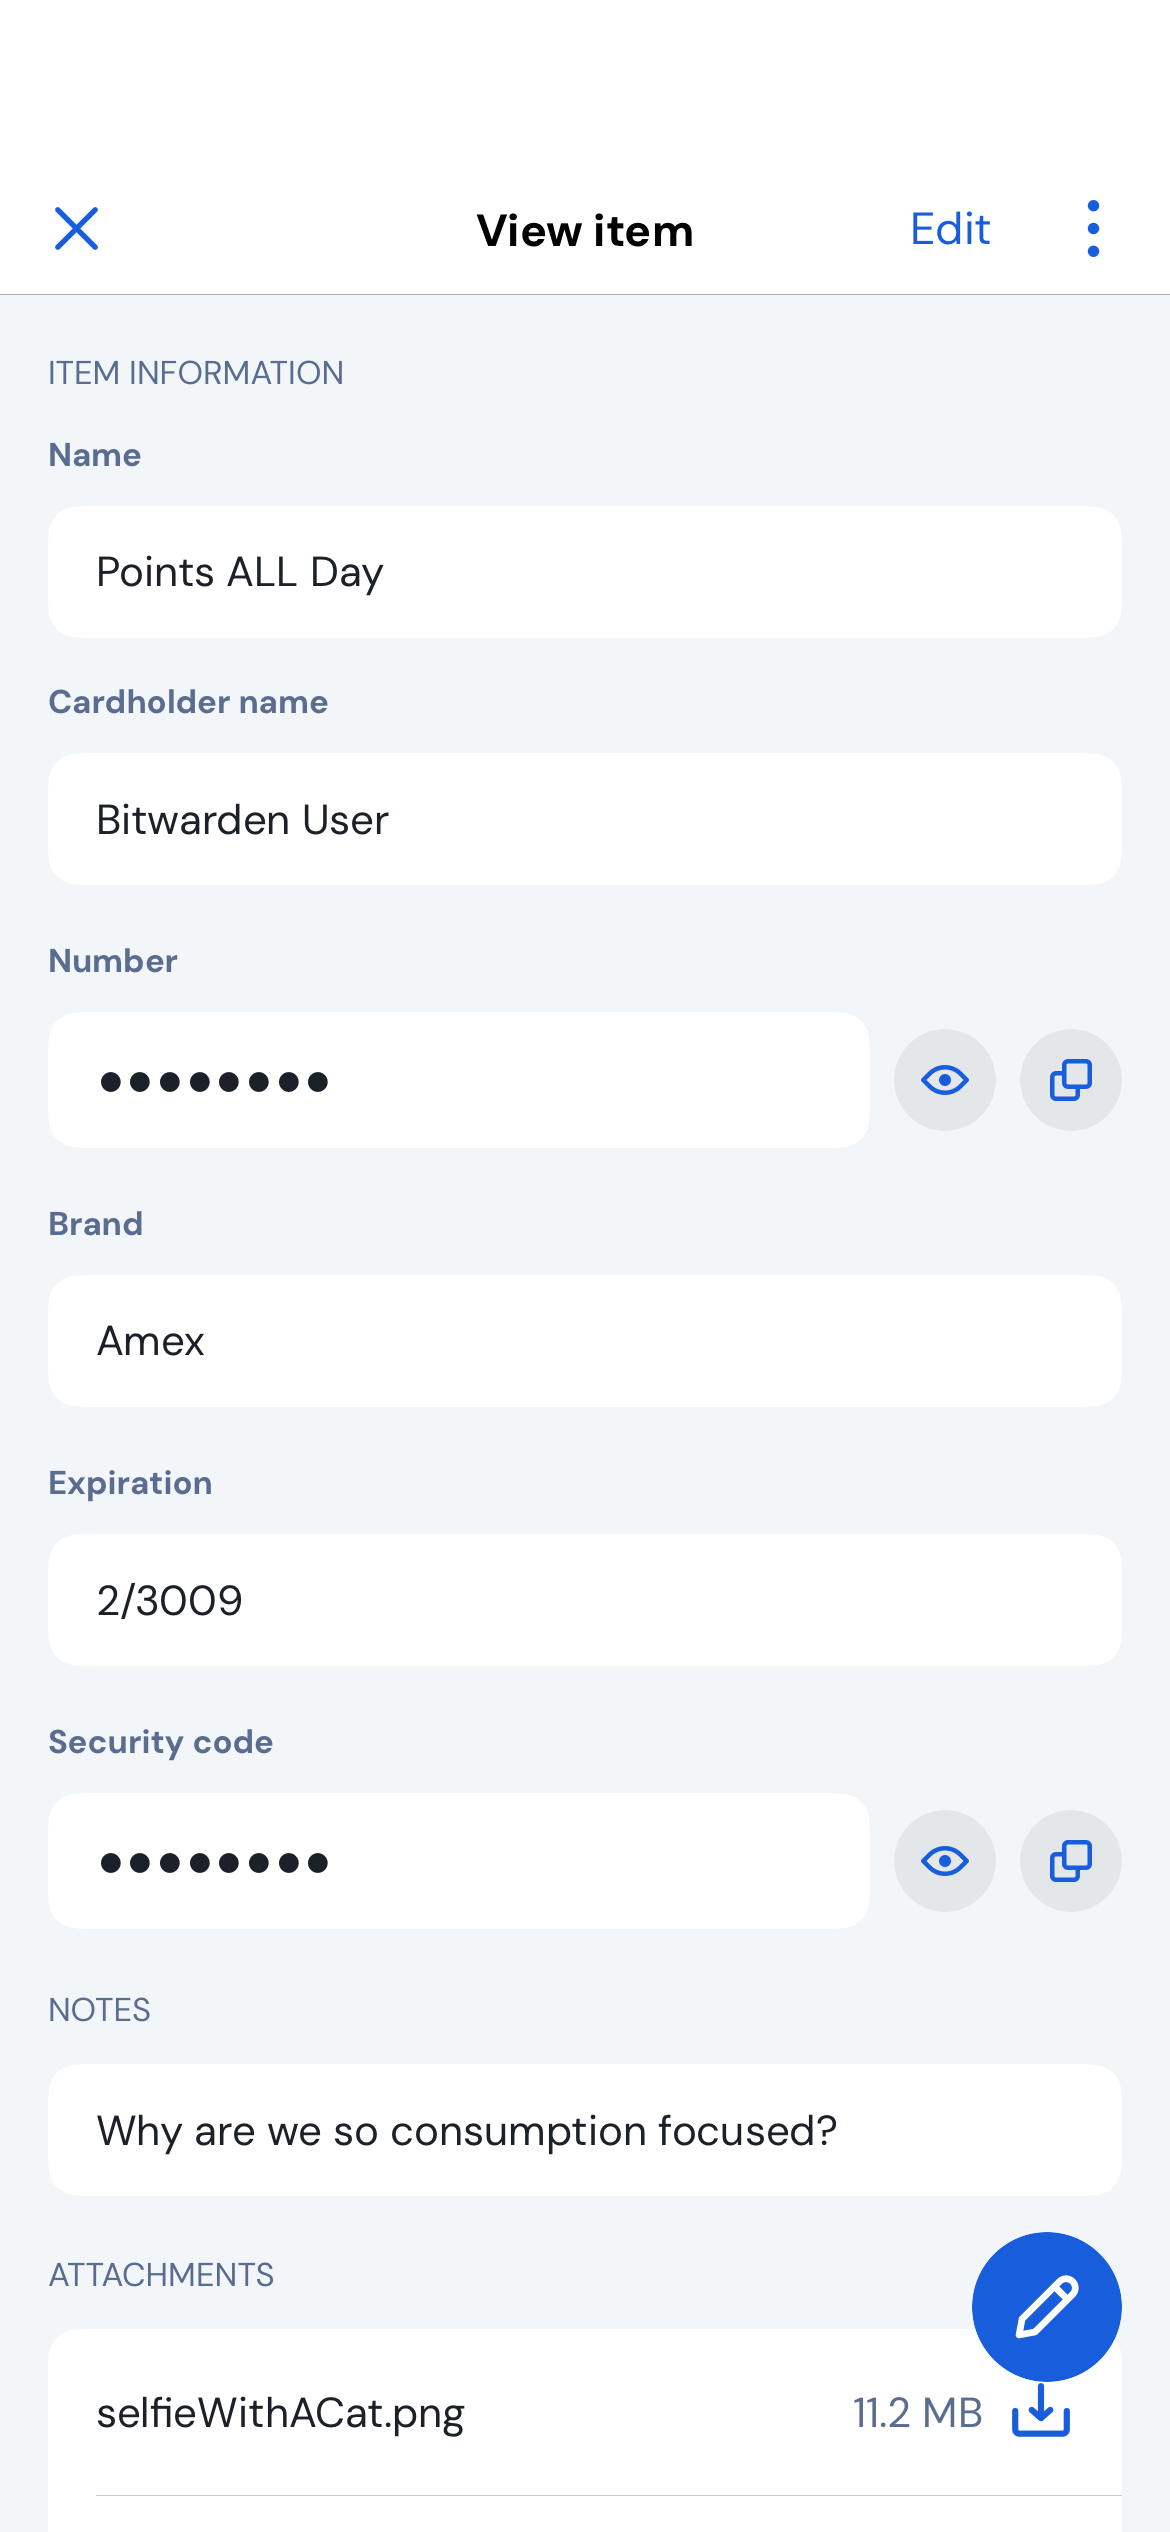 View item
Edit
ITEM INFORMATION
Name
Points ALL Day
Cardholder name
Bitwarden User
Number
●●●●●●●●
Brand
Amex
Expiration
2/3009
Security code
●●●●●●●●
NOTES
Why are we so consumption focused?
ATTACHMENTS
selfieWithACat.png 11.2 MB